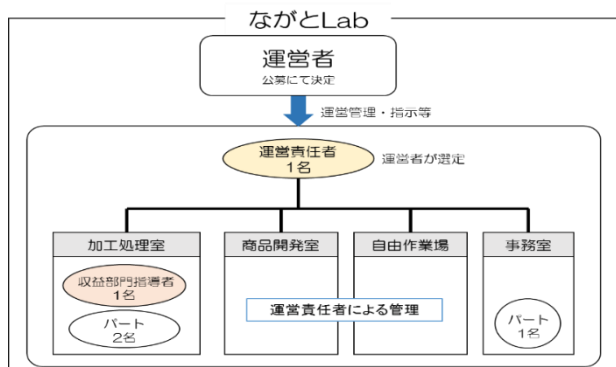 ながとLab
運営者
公募にて決定
運営管理・指示等
運営責任者
1名
運営者が選定
加工処理室
商品開発室
自由作業場
事務室
収益部門指導者
1名
パート
2名
運営責任者による管理
パート
1名